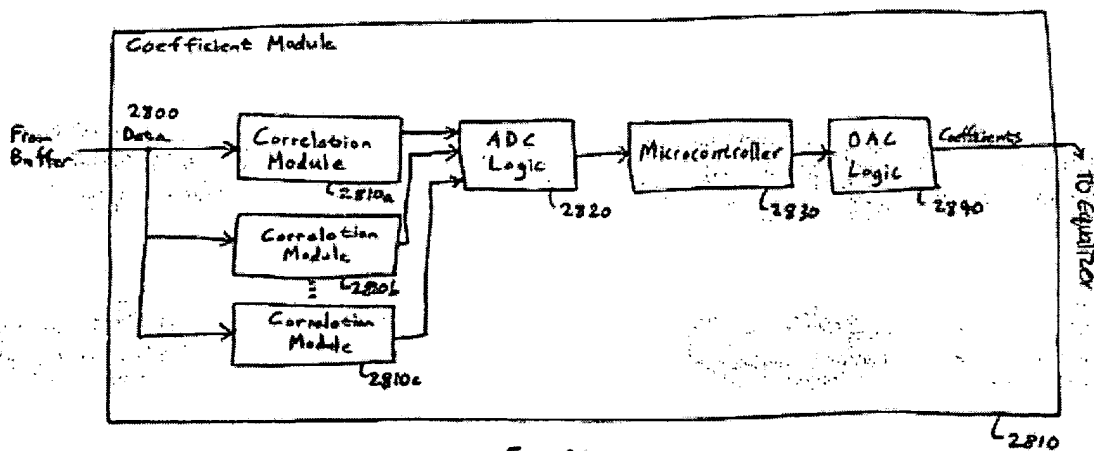 Coefficient Module
From
Buffer
2800
Data
Correlation
Module
2810a
Correlation
Module
Correlation
Module
2810c
ADC
Logic
2820
Microcontroller
2830
DAC
Logic
2840
Coefficients
TO Equalizer
2810